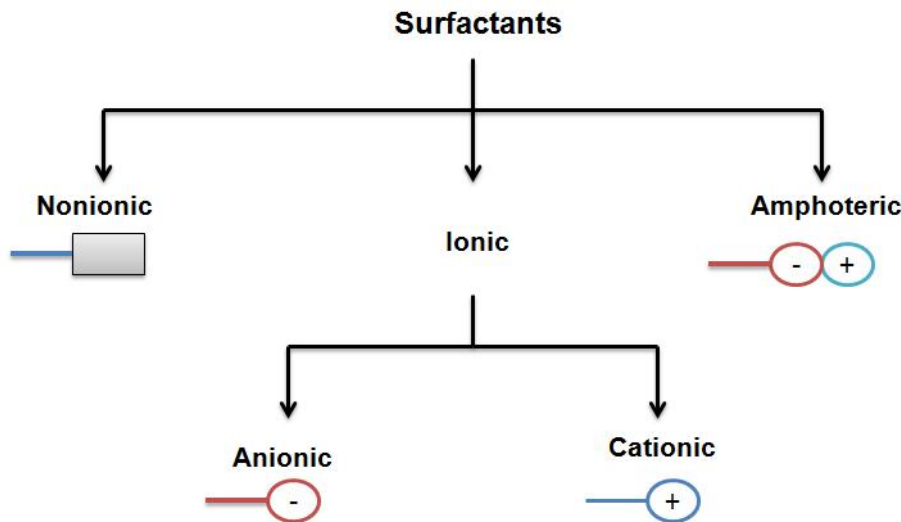 Surfactants
Nonionic
Ionic
Amphoteric
- +
Anionic
-
Cationic
+